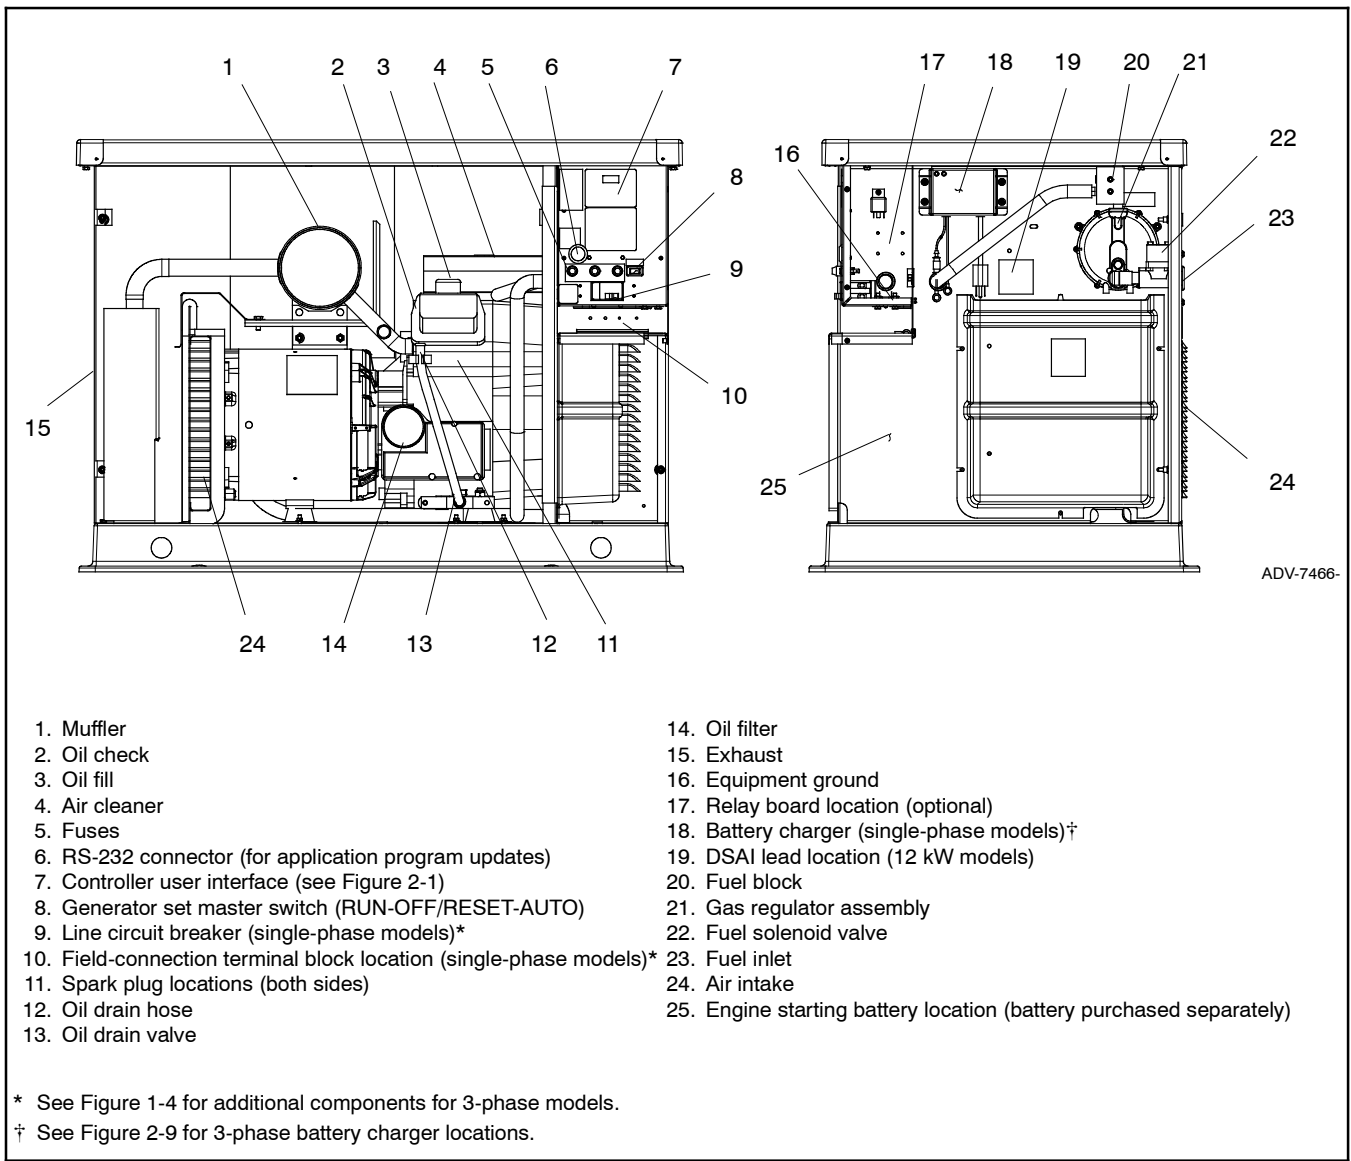 1 2 3 4 5 6 7
17 18 19 20 21
16
22
8
23
9
10
15
25
24
24 14 13 12 11
ADV-7466-
1. Muffler
2. Oil check
3. Oil fill
4. Air cleaner
5. Fuses
6. RS-232 connector (for application program updates)
7. Controller user interface (see Figure 2-1)
8. Generator set master switch (RUN-OFF/RESET-AUTO)
9. Line circuit breaker (single-phase models)*
10. Field-connection terminal block location (single-phase models)*
11. Spark plug locations (both sides)
12. Oil drain hose
13. Oil drain valve
14. Oil filter
15. Exhaust
16. Equipment ground
17. Relay board location (optional)
18. Battery charger (single-phase models)†
19. DSAI lead location (12 kW models)
20. Fuel block
21. Gas regulator assembly
22. Fuel solenoid valve
23. Fuel inlet
24. Air intake
25. Engine starting battery location (battery purchased separately)
* See Figure 1-4 for additional components for 3-phase models.
† See Figure 2-9 for 3-phase battery charger locations.